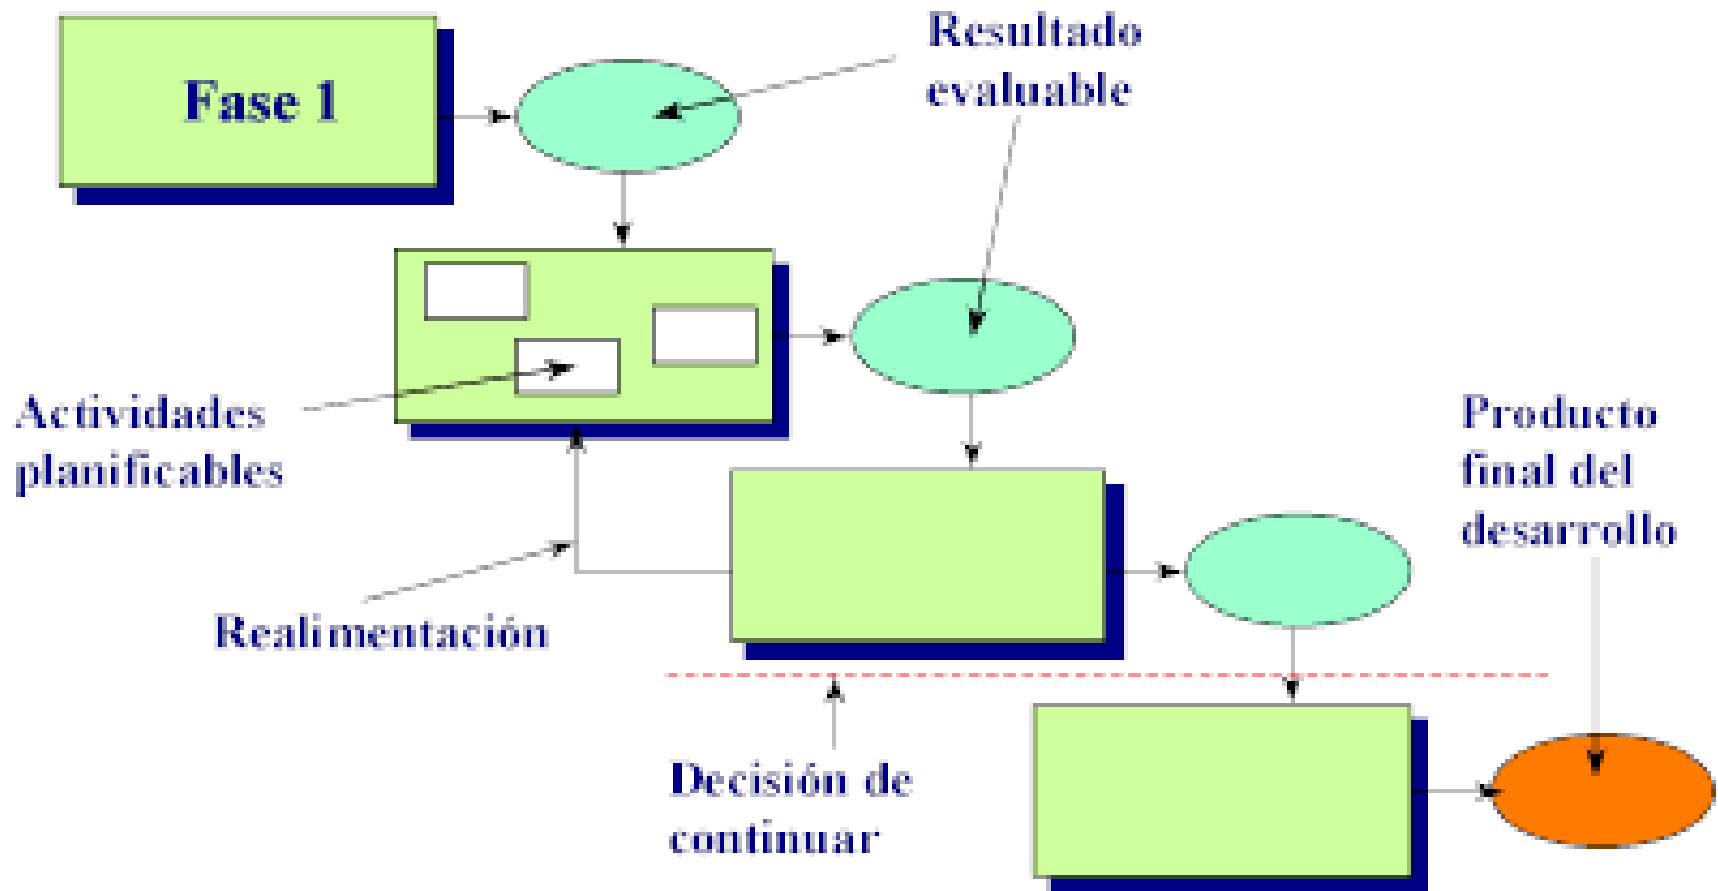 Resultado
evaluable
Fase 1
Actividades
planificables
Producto
final del
desarrollo
Realimentación
Decisión de
continuar